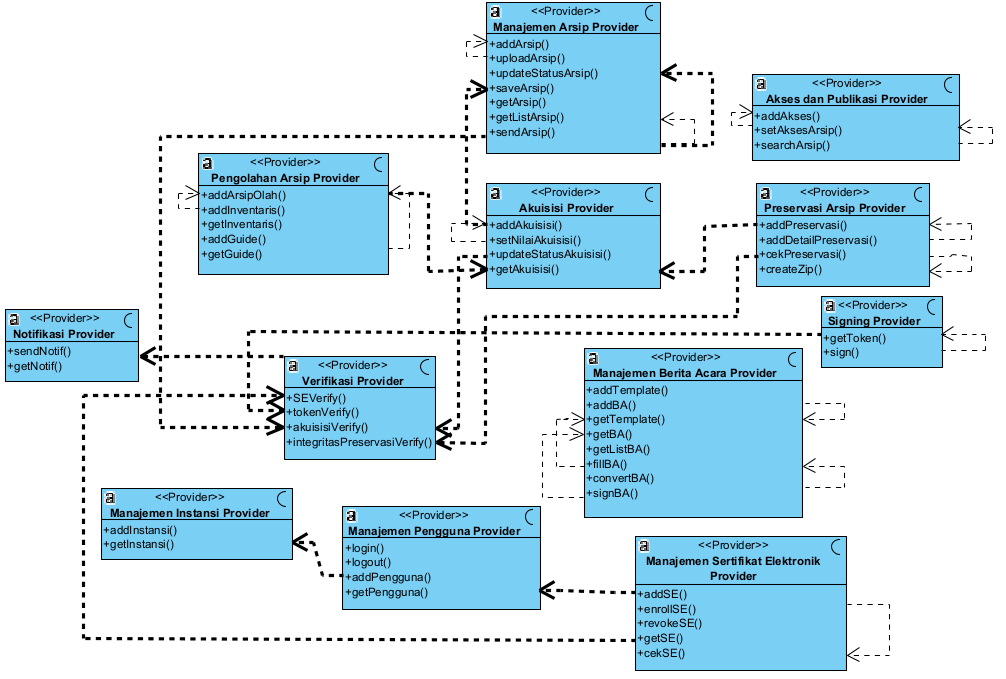 <<Provider>>
Manajemen Arsip Provider
+addArsip()
+uploadArsip()
+updateStatusArsip()
+saveArsip()
+getArsip()
+getListArsip()
+sendArsip()
<<Provider>>
Akses dan Publikasi Provider
+addAkses()
+setAksesArsip()
+searchArsip()
<<Provider>>
Pengolahan Arsip Provider
+addArsipOlah()
+addInventaris()
+getInventaris()
+addGuide()
+getGuide()
<<Provider>>
Akuisisi Provider
+addAkuisisi()
+setNilaiAkuisisi()
+updateStatusAkuisisi()
+getAkuisisi()
<<Provider>>
Preservasi Arsip Provider
+addPreservasi()
+addDetailPreservasi()
+cekPreservasi()
+createZip()
<<Provider>>
Notifikasi Provider
+sendNotif()
+getNotif()
<<Provider>>
Signing Provider
+getToken()
+sign()
<<Provider>>
Verifikasi Provider
+SEVerify()
+tokenVerify()
+akuisisiVerify()
+integritasPreservasiVerify()
<<Provider>>
Manajemen Berita Acara Provider
+addTemplate()
+addBA()
+getTemplate()
+getBA()
+getListBA()
+fillBA()
+convertBA()
+signBA()
<<Provider>>
Manajemen Instansi Provider
+addInstansi()
+getInstansi()
<<Provider>>
Manajemen Pengguna Provider
+login()
+logout()
+addPengguna()
+getPengguna()
<<Provider>>
Manajemen Sertifikat Elektronik
Provider
+addSE()
+enrollSE()
+revokeSE()
+getSE()
+cekSE()